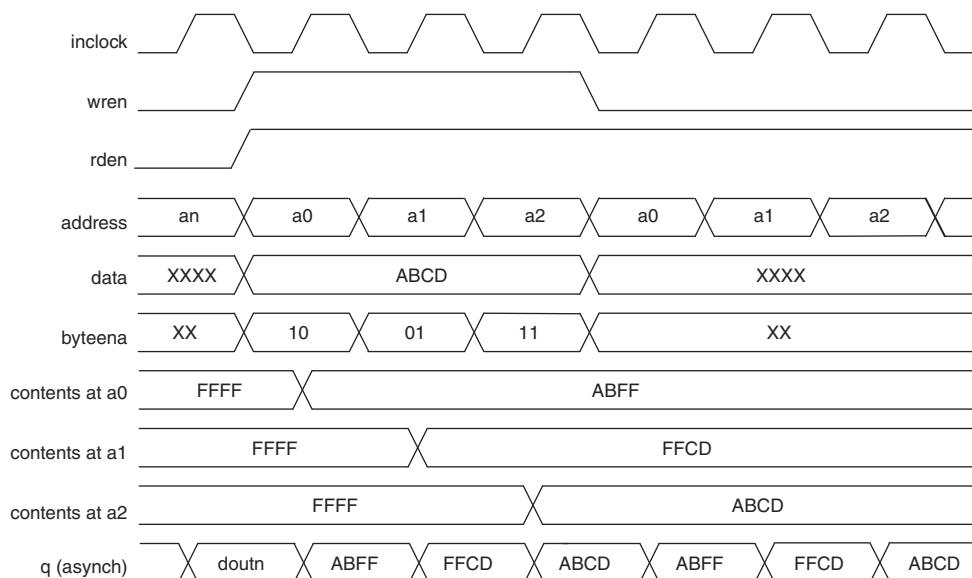 inclock
wren
rden
address an a0 a1 a2 a0 a1 a2
data XXXX ABCD XXXX
byteena XX 10 01 11 XX
contents at a0 FFFF ABFF
contents at a1 FFFF FFCD
contents at a2 FFFF ABCD
q (asynch) doutn ABFF FFCD ABCD ABFF FFCD ABCD